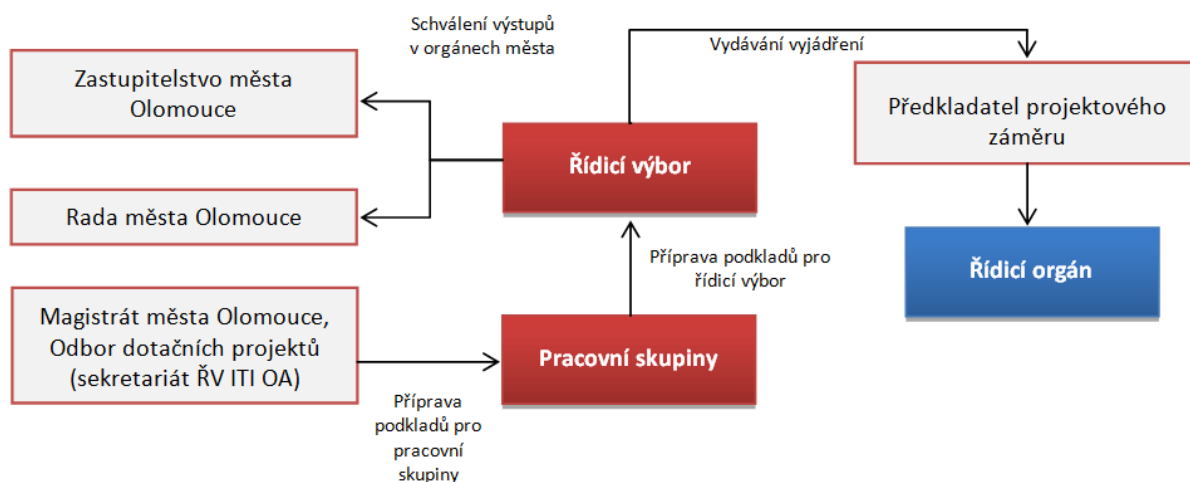 Schválení výstupů
v orgánech města
Vydávání vyjádření
Zastupitelstvo města
Olomouce
Předkladatel projektového
záměru
Řídicí výbor
Rada města Olomouce
Příprava podkladů pro
řídicí výbor
Řídicí orgán
Magistrát města Olomouce,
Odbor dotačních projektů
(sekretariát ŘV ITI OA)
Pracovní skupiny
Příprava
podkladů pro
pracovní
skupiny